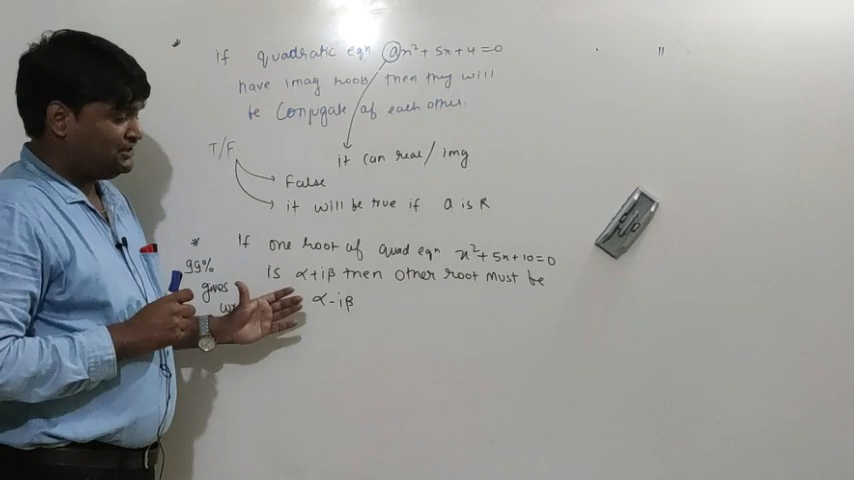 * if quadratic eqn ax²+5x+4=0
have imag roots then they will
be Conjugate of each other.
T/F
it can real/img
False
it will be true if a is R
* If one root of quad eqn x²+5x+10=0
99%
is α+iβ then other root must be
gives
α-iβ